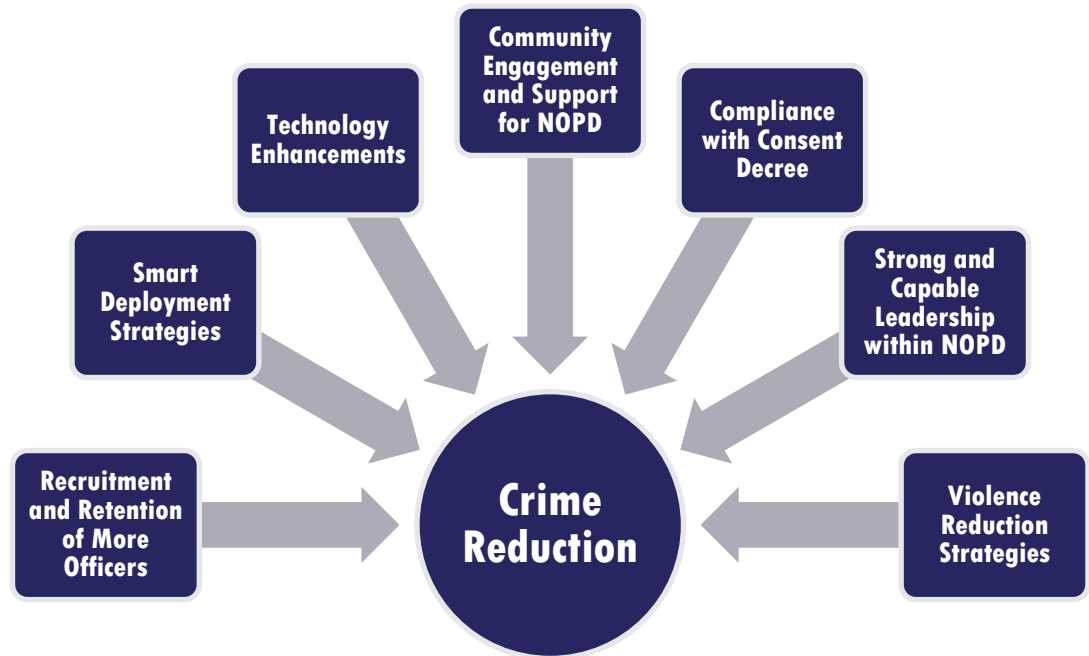 Community
Engagement
and Support
for NOPD
Technology
Enhancements
Compliance
with Consent
Decree
Smart
Deployment
Strategies
Strong and
Capable
Leadership
within NOPD
Recruitment
and Retention
of More
Officers
Crime
Reduction
Violence
Reduction
Strategies